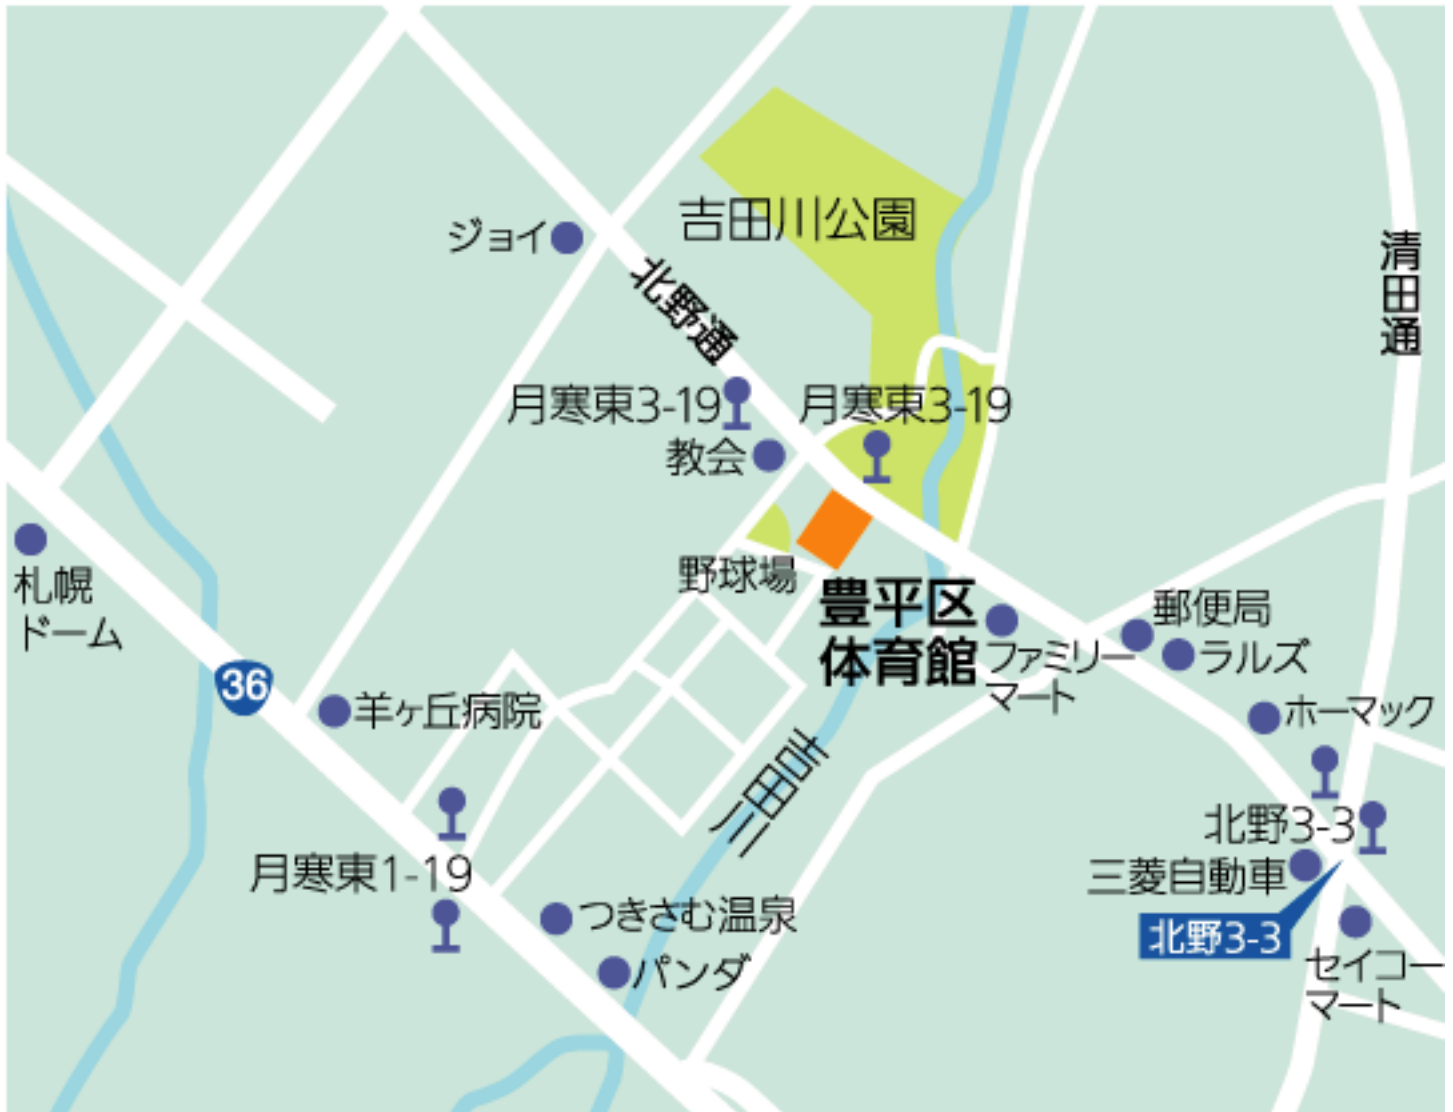 吉田川公園
ジョイ
北野通
清田通
月寒東3-19
月寒東3-19
教会
札幌
ドーム
野球場
豊平区
体育館
郵便局
ファミリー
マート
ラルズ
36
羊ヶ丘病院
ホーマック
吉田川
北野3-3
月寒東1-19
三菱自動車
つきさむ温泉
北野3-3
パンダ
セイコー
マート